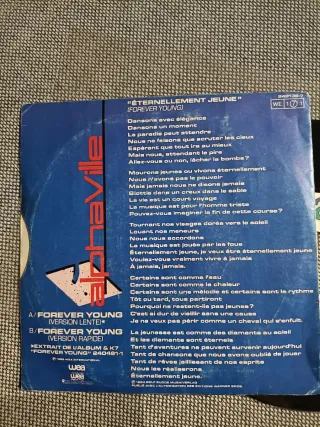 "ÉTERNELLEMENT JEUNE"
(FOREVER YOUNG)
Dansons avec élégance
Dansons un moment
Le paradis peut attendre
Nous ne faisons que scruter les cieux
Espérant que tout ira au mieux
Mais nous, attendant le pire
Allez-vous ou non, lâcher la bombe?
Mourons jeunes ou vivons éternellement
Nous n'avons pas le pouvoir
Mais jamais nous ne disons jamais
Blottis dans un creux dans le sable
La vie est un court voyage
La musique est pour l'homme triste
Pouvez-vous imaginer la fin de cette course?
Tournant nos visages dorés vers le soleil
Louant nos meneurs
Nous nous accordons
La musique est jouée par les fous
Éternellement jeune, je veux être éternellement jeune
Voulez-vous vraiment vivre à jamais
À jamais, jamais.
Certains sont comme l'eau
Certains sont comme la chaleur
Certains sont une mélodie et certains sont le rythme
Tôt ou tard, tous partiront
Pourquoi ne restent-ils pas jeunes?
C'est si dur de vieillir sans une cause
Je ne veux pas périr comme un cheval qui s'enfuit.
La jeunesse est comme des diamants au soleil
Et les diamants sont éternels
Tant d'aventures ne peuvent survenir aujourd'hui
Tant de chansons que nous avons oublié de jouer
Tant de rêves jaillissent de nos esprits
Nous les réaliserons
Éternellement jeune.
alphaville
A/FOREVER YOUNG
(VERSION LENTE)*
B/FOREVER YOUNG
(VERSION RAPIDE)
*EXTRAIT DE L'ALBUM & K7
"FOREVER YOUNG" 240481-1
wea
wea
WE